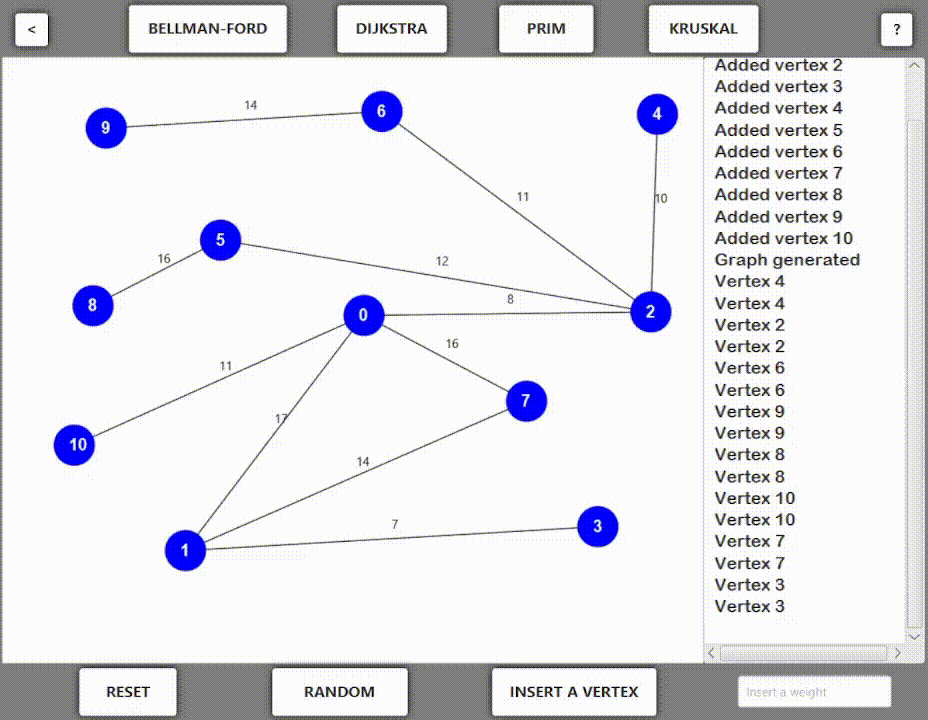 <
BELLMAN-FORD
DIJKSTRA
PRIM
KRUSKAL
?
9
14
6
4
11
10
5
16
12
8
8
0
2
16
11
7
17
10
14
7
3
1
Added vertex 2
Added vertex 3
Added vertex 4
Added vertex 5
Added vertex 6
Added vertex 7
Added vertex 8
Added vertex 9
Added vertex 10
Graph generated
Vertex 4
Vertex 4
Vertex 2
Vertex 2
Vertex 6
Vertex 6
Vertex 9
Vertex 9
Vertex 8
Vertex 8
Vertex 10
Vertex 10
Vertex 7
Vertex 7
Vertex 3
Vertex 3
RESET
RANDOM
INSERT A VERTEX
Insert a weight